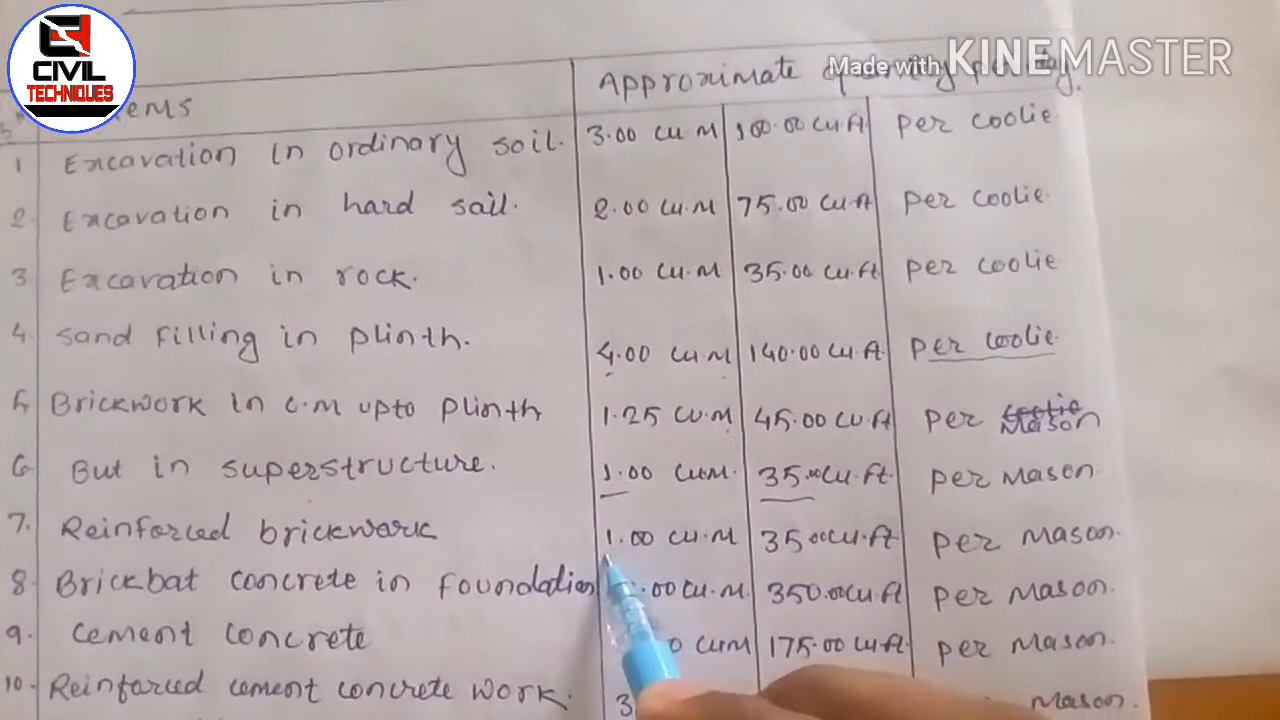 CIVIL
TECHNIQUES
Made with KINEMASTER
Approximate
1 Excavation in ordinary soil. 3.00 cu M 100.00 cu.ft per coolie
2. Excavation in hard sail. 2.00 cu.M 75.00 cu.ft per coolie.
3 Excavation in rock. 1.00 cu.M 35.00 cu.ft per coolie
4. Sand filling in plinth. 4.00 cu.M 140.00 cu.ft per coolie.
5. Brickwork in c.m upto plinth 1.25 cu.M 45.00 cu.ft per Mason
6 But in superstructure. 1.00 cu.M. 35.00 cu.ft. per Mason
7. Reinforced brickwork 1.00 cu.M 35.00 cu.ft per Mason.
8. Brickbat concrete in foundation .00 cu.M. 350.00 cu.ft per Mason.
9. Cement concrete 0 cu.M 175.00 cu.ft. per Mason.
10. Reinforced cement concrete work. 3 Mason.